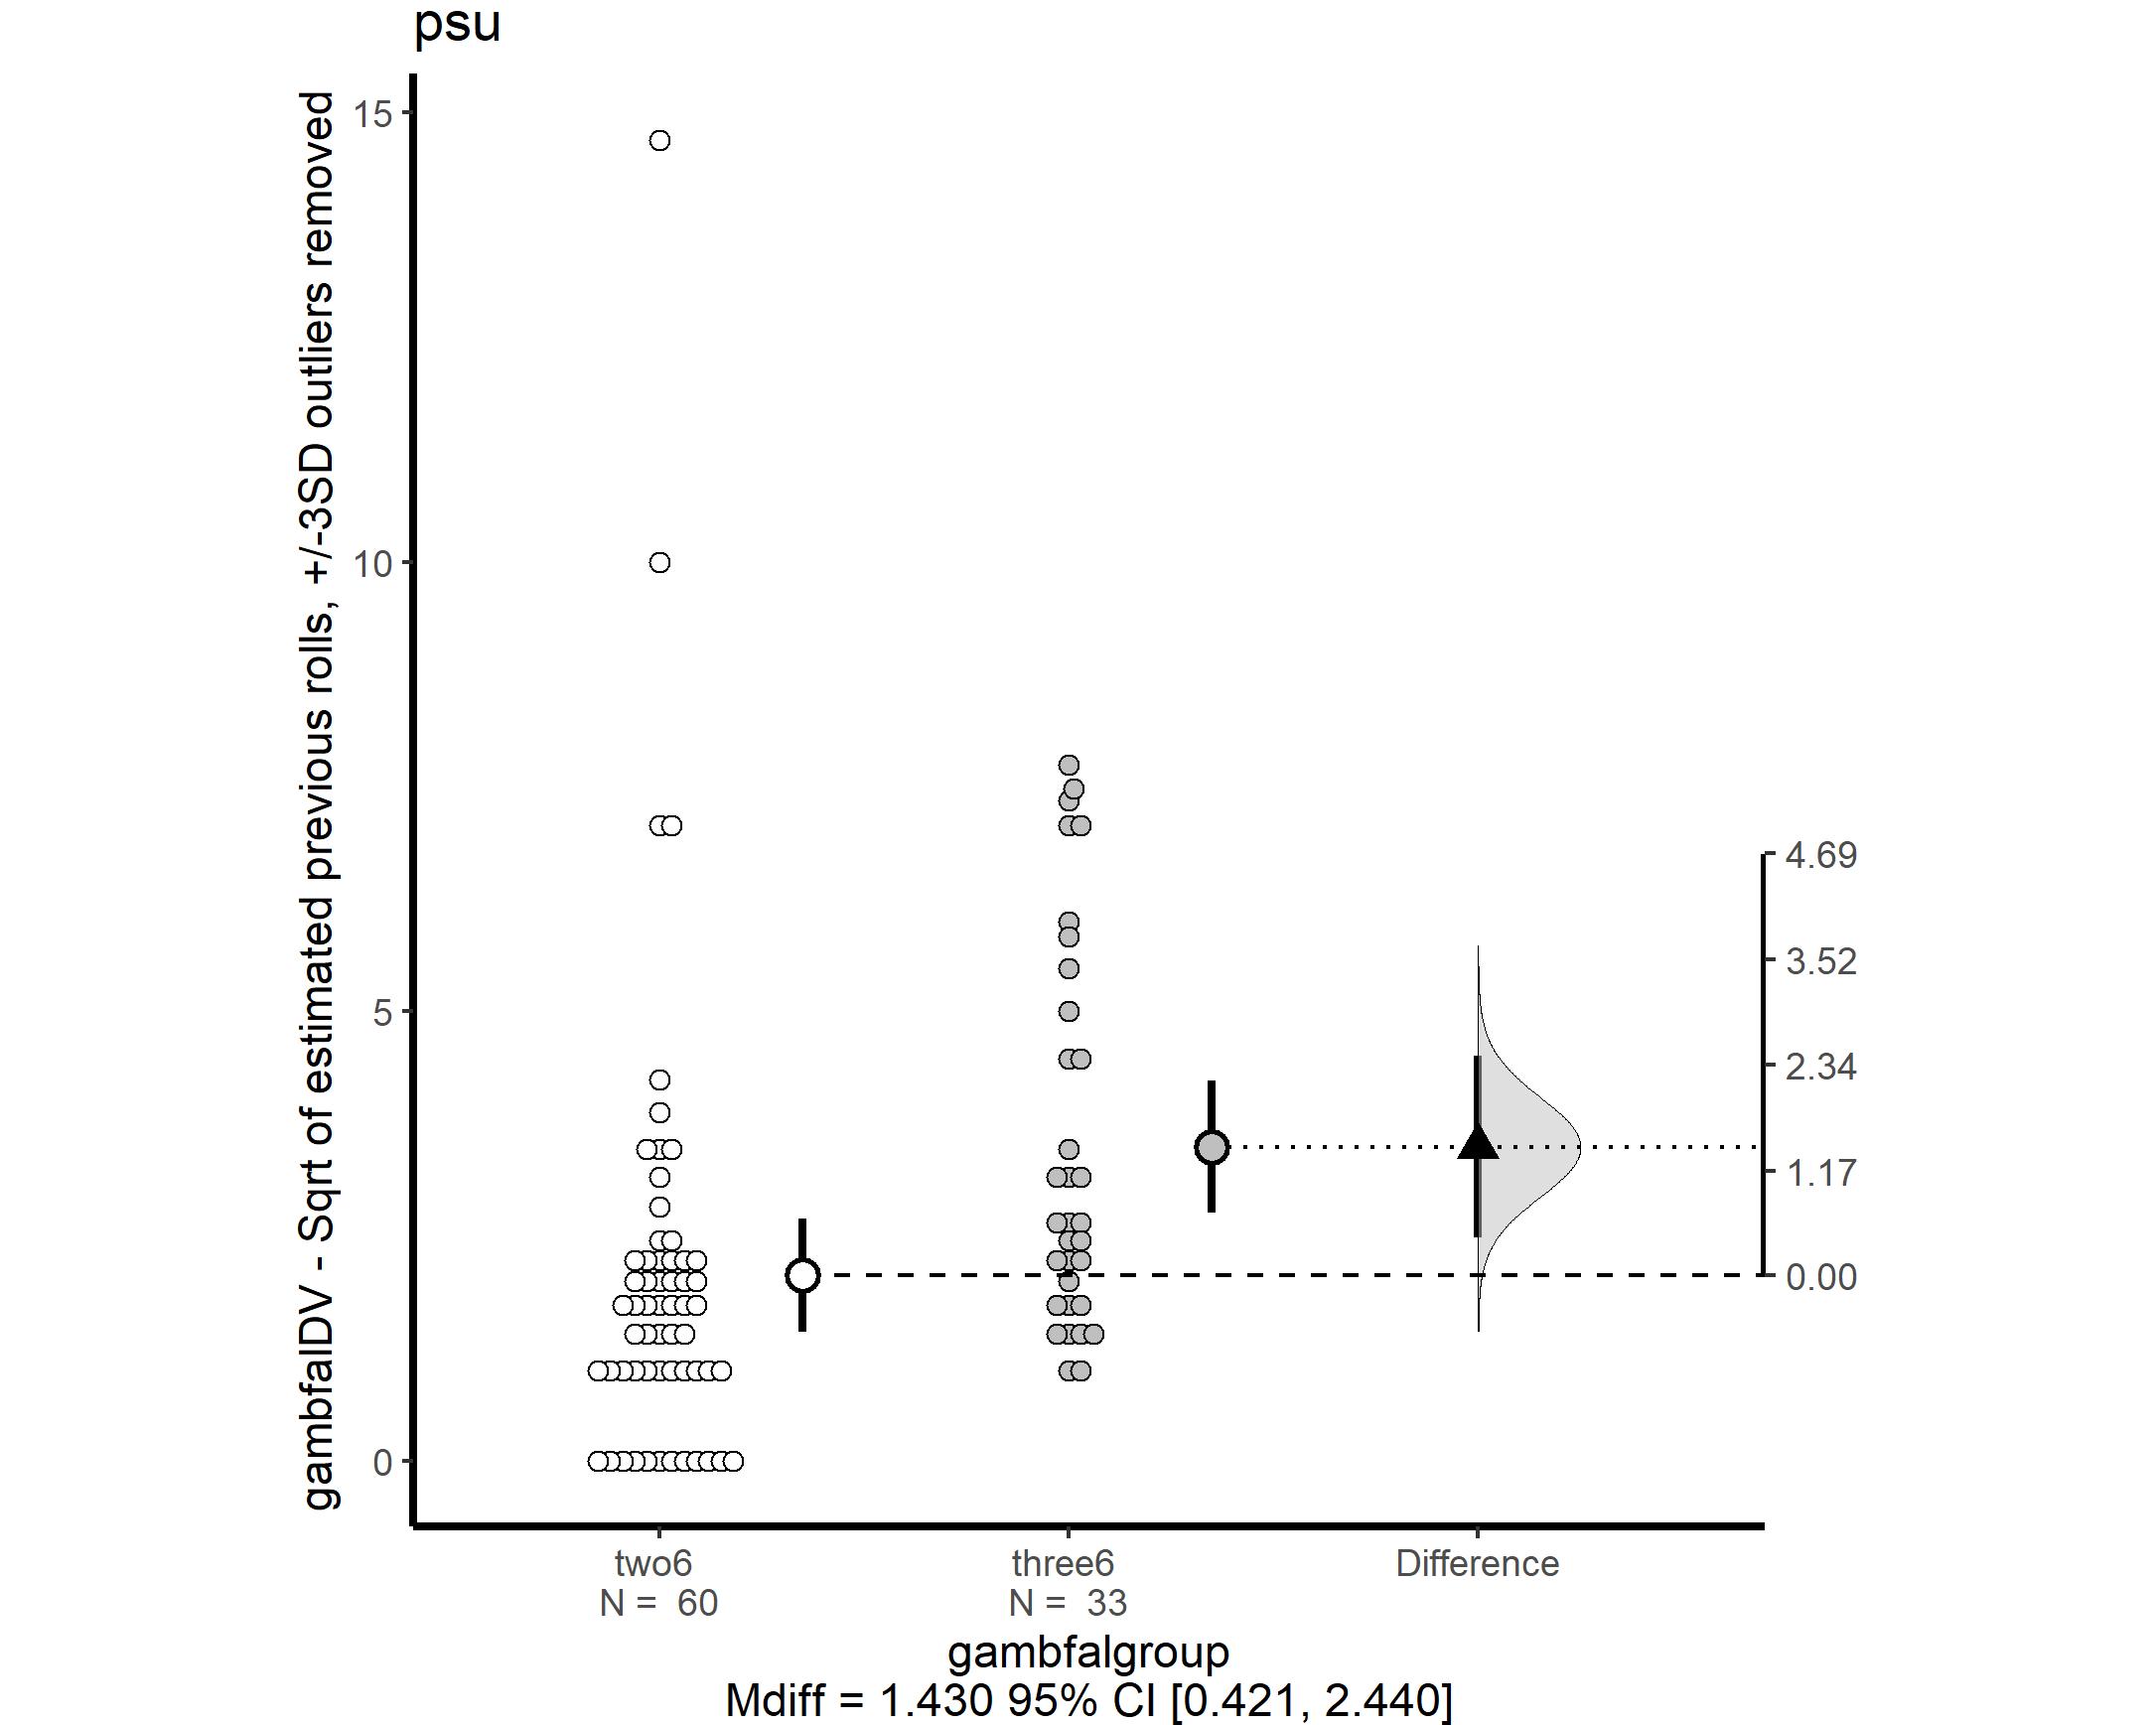 psu
gambfalDV - Sqrt of estimated previous rolls, +/-3SD outliers removed
15
10
5
0
4.69
3.52
2.34
1.17
0.00
two6
N =  60
three6
N =  33
Difference
gambfalgroup
Mdiff = 1.430 95% CI [0.421, 2.440]